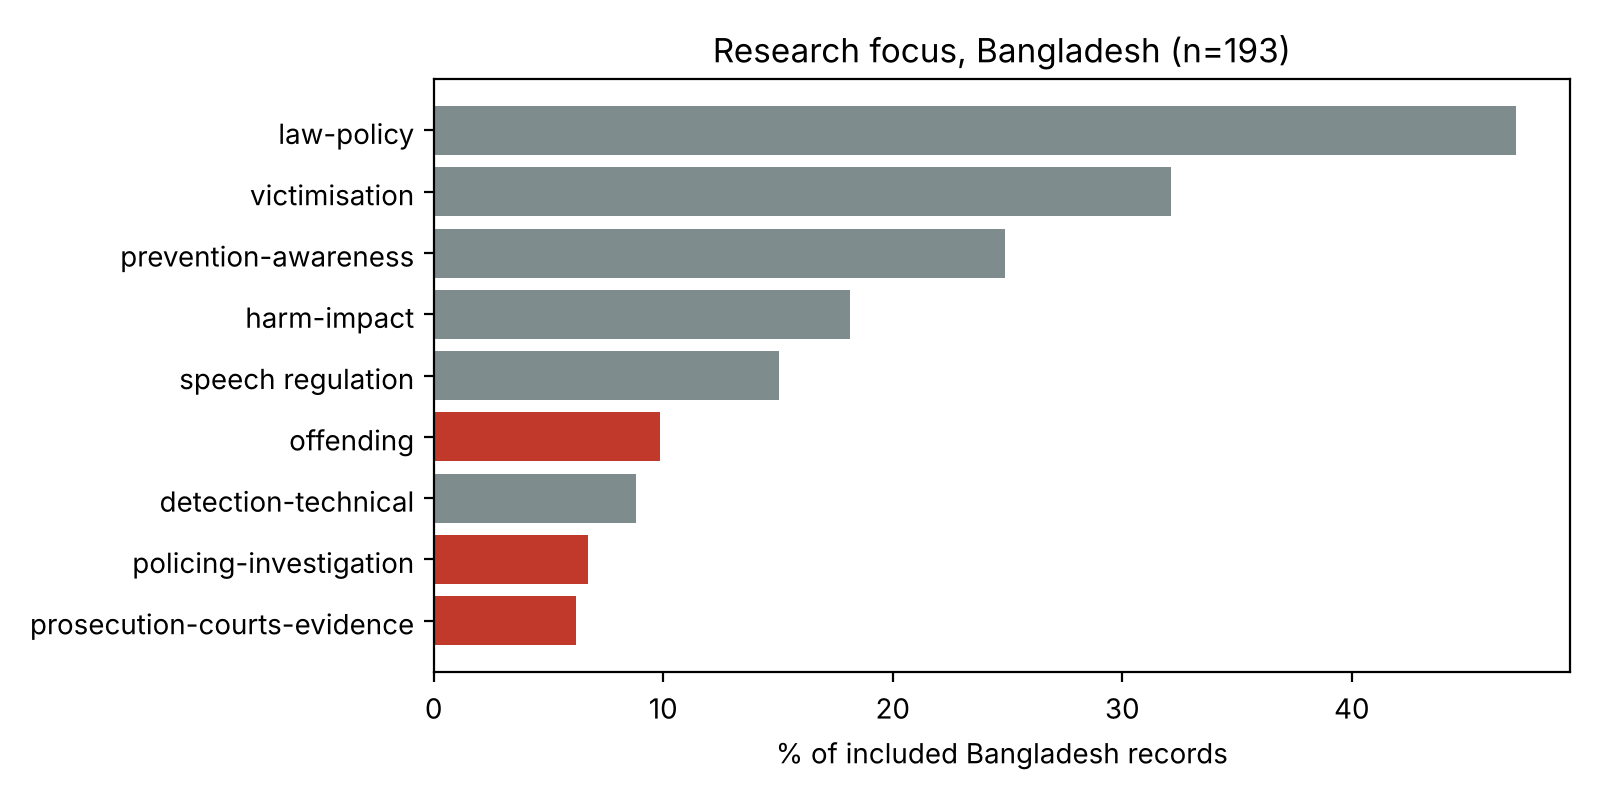 Research focus, Bangladesh (n=193)
law-policy
victimisation
prevention-awareness
harm-impact
speech regulation
offending
detection-technical
policing-investigation
prosecution-courts-evidence
0 10 20 30 40
% of included Bangladesh records